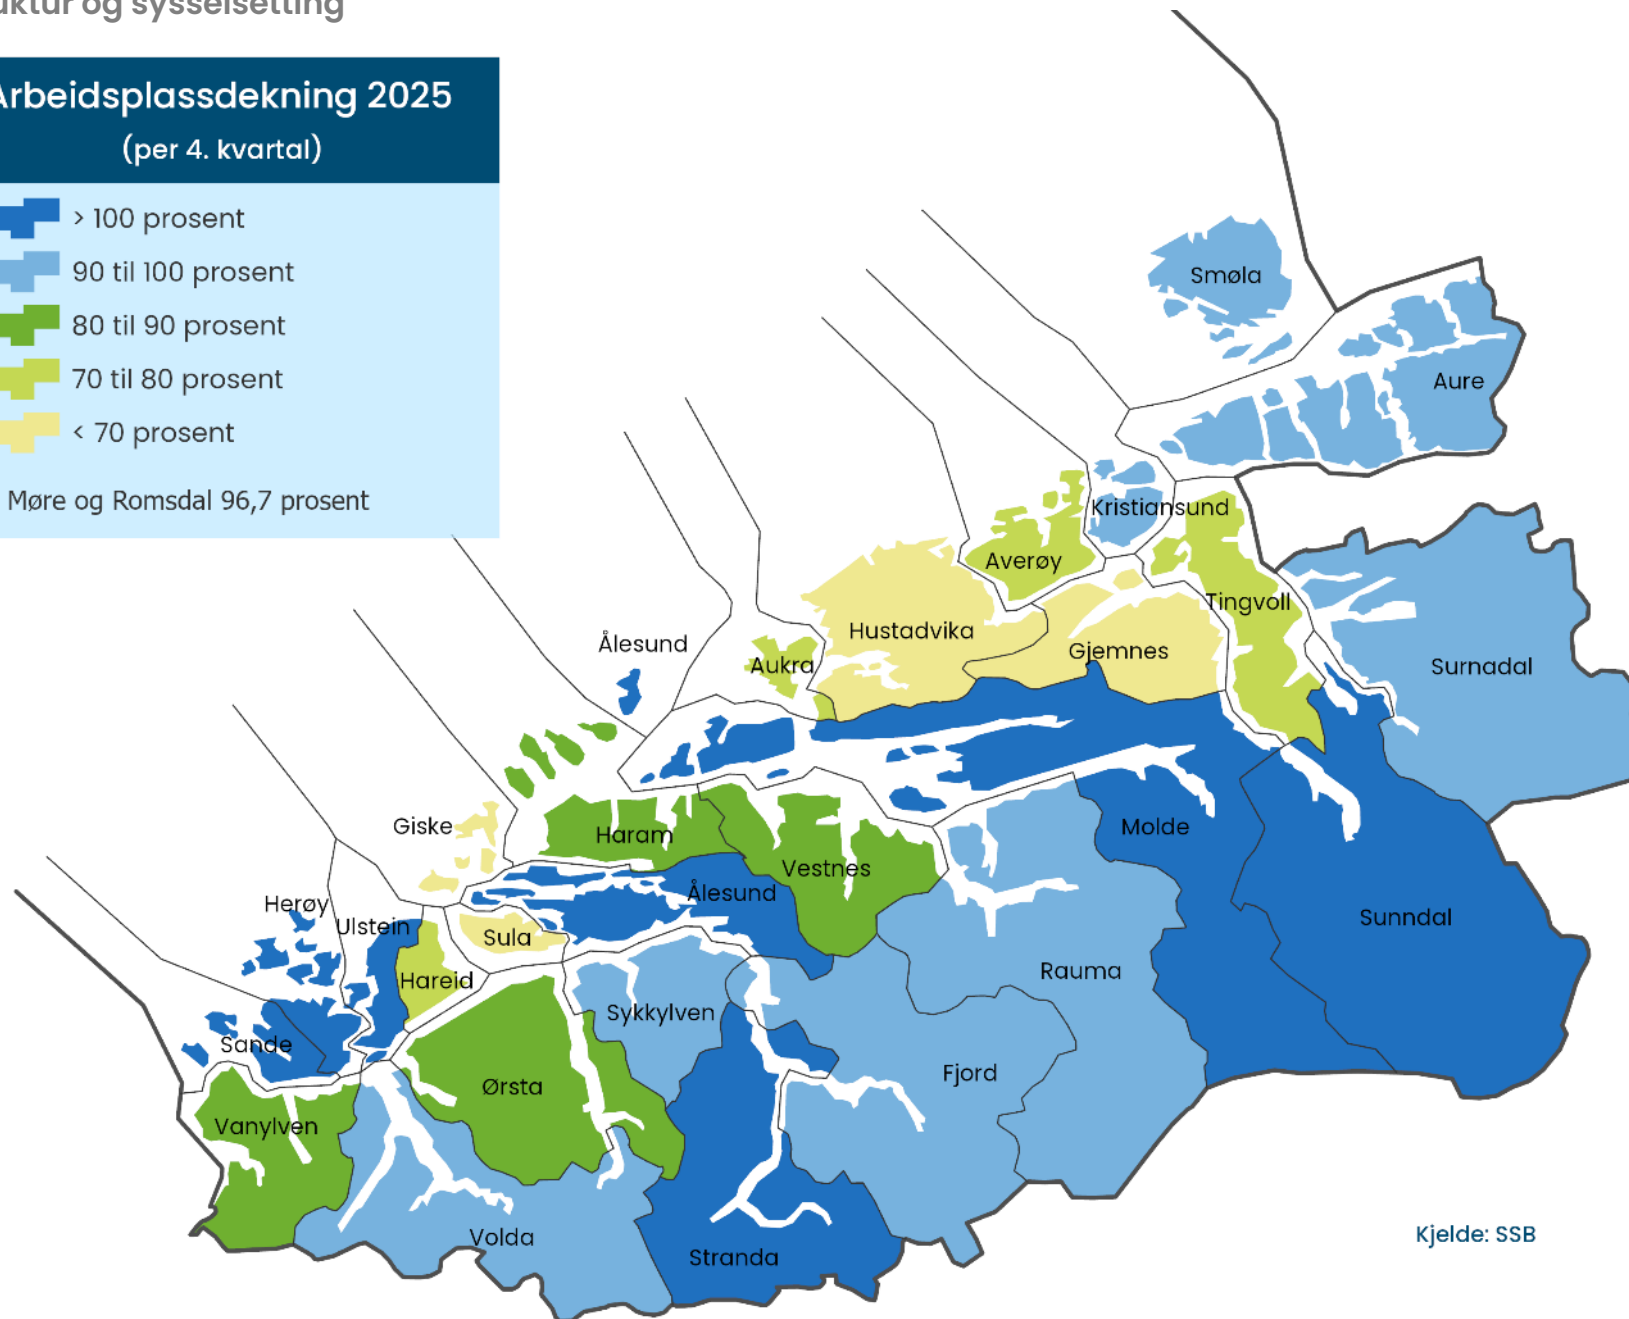 og sysselsetting
Arbeidsplassdekning 2025
(per 4. kvartal)
> 100 prosent
90 til 100 prosent
80 til 90 prosent
70 til 80 prosent
< 70 prosent
Møre og Romsdal 96,7 prosent
Smøla
Aure
Kristiansund
Averøy
Tingvoll
Hustadvika
Ålesund
Gjemnes
Aukra
Surnadal
Giske
Haram
Molde
Vestnes
Ålesund
Herøy
Ulstein
Sunndal
Sula
Hareid
Rauma
Sykkylven
Sande
Fjord
Ørsta
Vanylven
Volda
Stranda
Kjelde: SSB